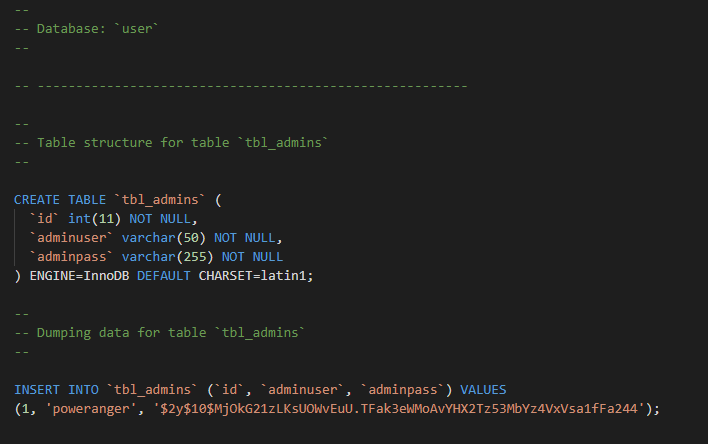 --
-- Database: `user`
--
-- --------------------------------------------------------
--
-- Table structure for table `tbl_admins`
--
CREATE TABLE `tbl_admins` (
`id` int(11) NOT NULL,
`adminuser` varchar(50) NOT NULL,
`adminpass` varchar(255) NOT NULL
) ENGINE=InnoDB DEFAULT CHARSET=latin1;
--
-- Dumping data for table `tbl_admins`
--
INSERT INTO `tbl_admins` (`id`, `adminuser`, `adminpass`) VALUES
(1, 'poweranger', '$2y$10$MjOkG21zLKsUOWvEuU.TFak3eWMoAvYHX2Tz53MbYz4VxVsa1fFa244');